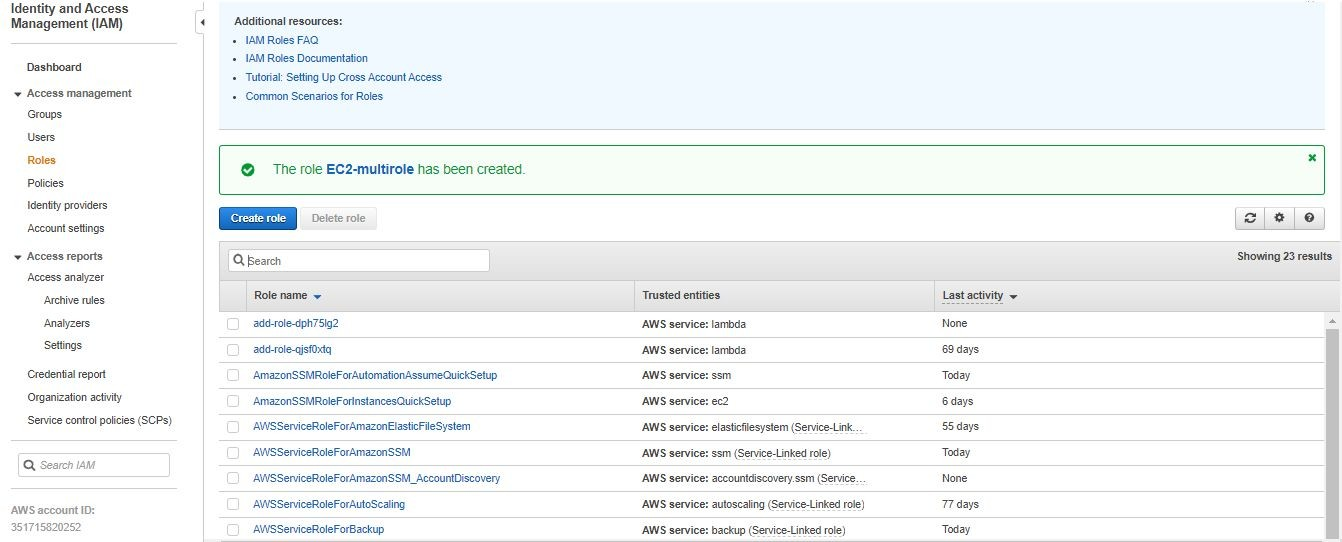 Identity and Access
Management (IAM)
Dashboard
Access management
Groups
Users
Roles
Policies
Identity providers
Account settings
Access reports
Access analyzer
Archive rules
Analyzers
Settings
Credential report
Organization activity
Service control policies (SCPs)
Search IAM
AWS account ID:
351715820252
Additional resources:
IAM Roles FAQ
IAM Roles Documentation
Tutorial: Setting Up Cross Account Access
Common Scenarios for Roles
The role EC2-multirole has been created.
Create role Delete role
Search Showing 23 results
Role name Trusted entities Last activity
add-role-dph75lg2 AWS service: lambda None
add-role-qjsf0xtq AWS service: lambda 69 days
AmazonSSMRoleForAutomationAssumeQuickSetup AWS service: ssm Today
AmazonSSMRoleForInstancesQuickSetup AWS service: ec2 6 days
AWSServiceRoleForAmazonElasticFileSystem AWS service: elasticfilesystem (Service-Link... 55 days
AWSServiceRoleForAmazonSSM AWS service: ssm (Service-Linked role) Today
AWSServiceRoleForAmazonSSM_AccountDiscovery AWS service: accountdiscovery.ssm (Service... None
AWSServiceRoleForAutoScaling AWS service: autoscaling (Service-Linked role) 77 days
AWSServiceRoleForBackup AWS service: backup (Service-Linked role) Today